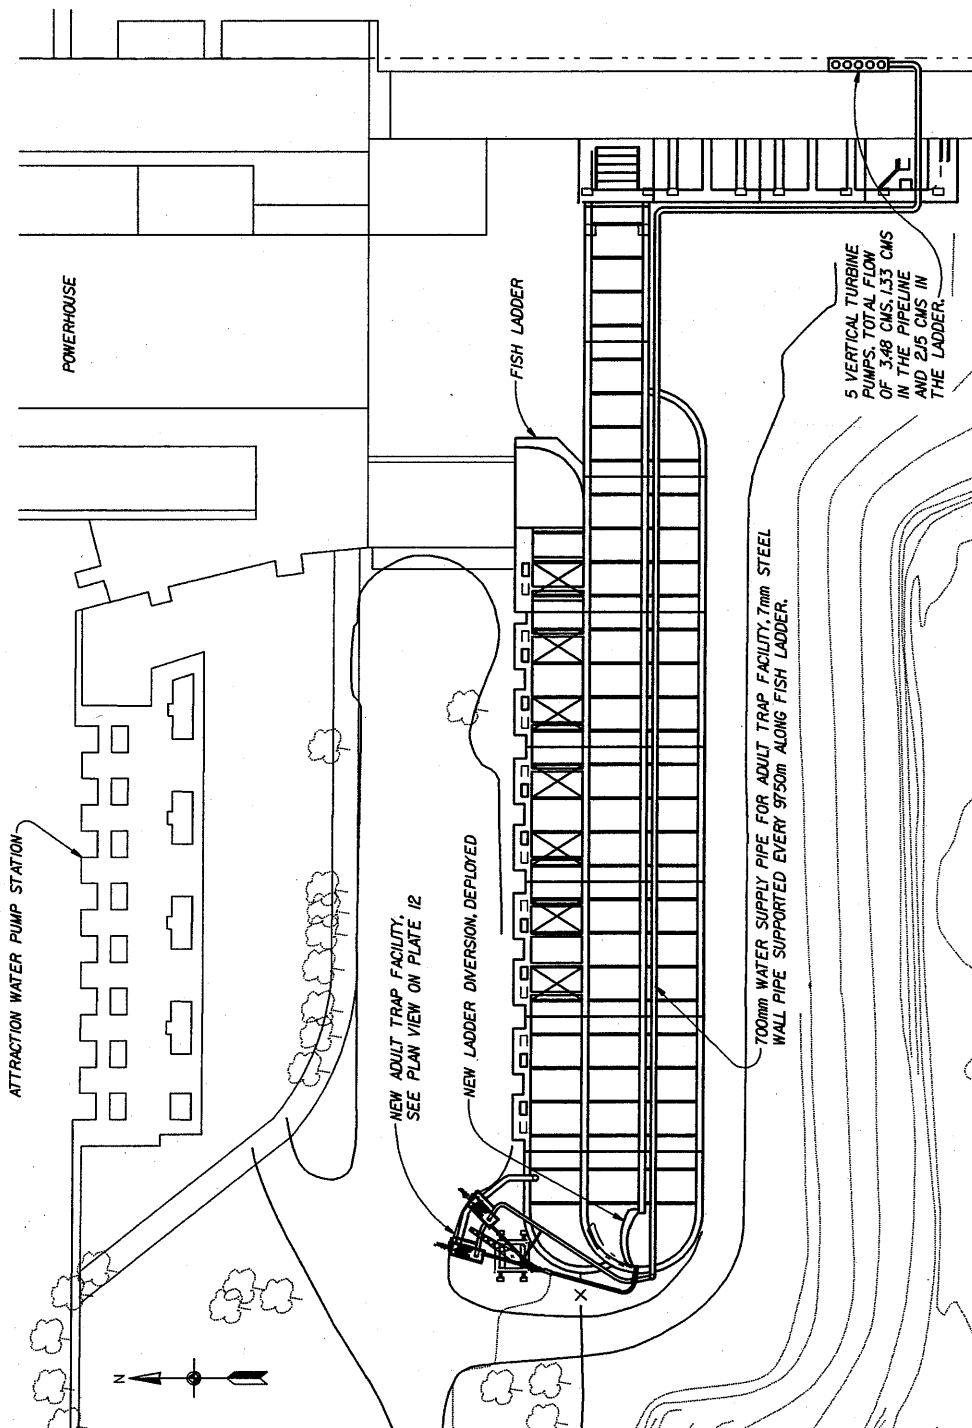 ATTRACTION WATER PUMP STATION
POWERHOUSE
FISH LADDER
NEW ADULT TRAP FACILITY,
SEE PLAN VIEW ON PLATE 12
NEW LADDER DIVERSION, DEPLOYED
5 VERTICAL TURBINE
PUMPS. TOTAL FLOW
OF 3.48 CMS. 1.33 CMS
IN THE PIPELINE
AND 2.15 CMS IN
THE LADDER.
700mm WATER SUPPLY PIPE FOR ADULT TRAP FACILITY, 7mm STEEL
WALL PIPE SUPPORTED EVERY 9750m ALONG FISH LADDER.
N